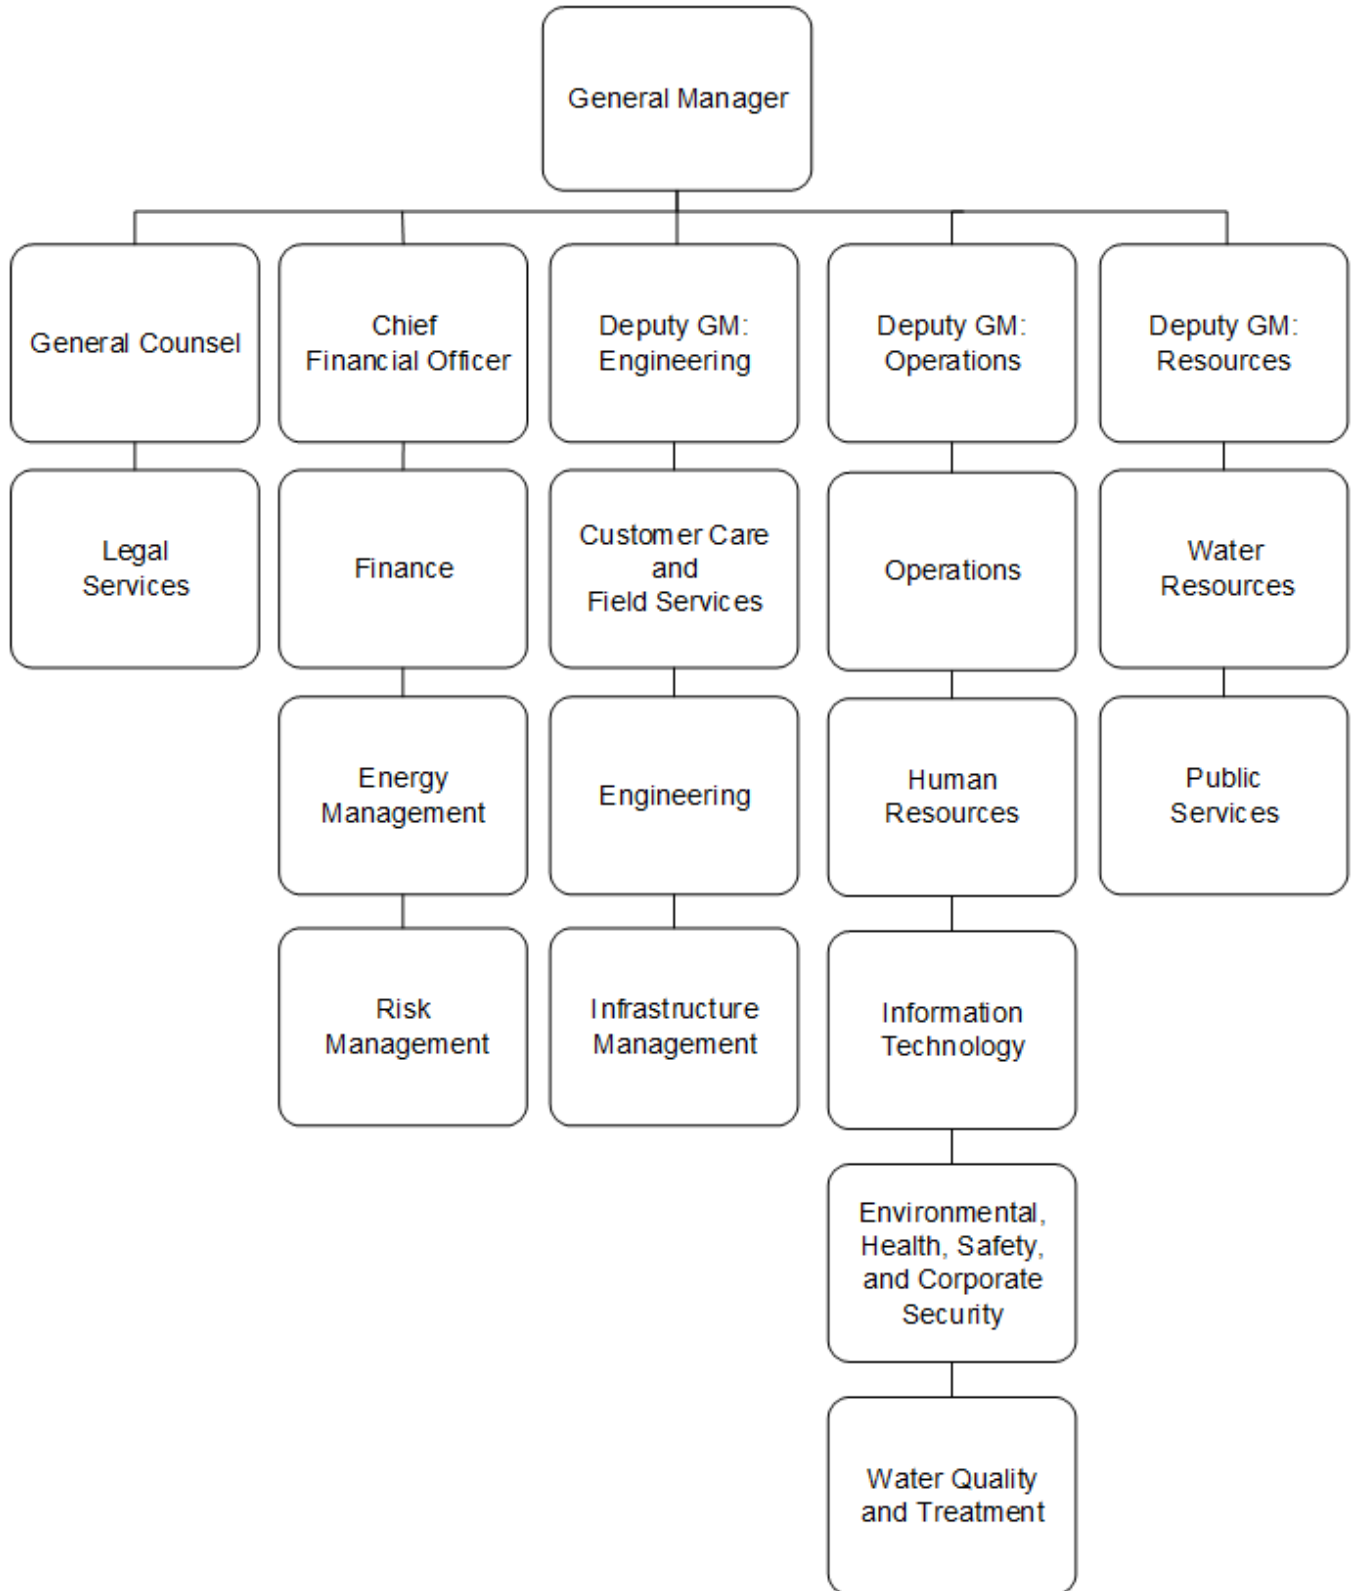 General Manager
General Counsel
Chief
Financial Officer
Deputy GM:
Engineering
Deputy GM:
Operations
Deputy GM:
Resources
Legal
Services
Finance
Customer Care
and
Field Services
Operations
Water
Resources
Energy
Management
Engineering
Human
Resources
Public
Services
Risk
Management
Infrastructure
Management
Information
Technology
Environmental,
Health, Safety,
and Corporate
Security
Water Quality
and Treatment